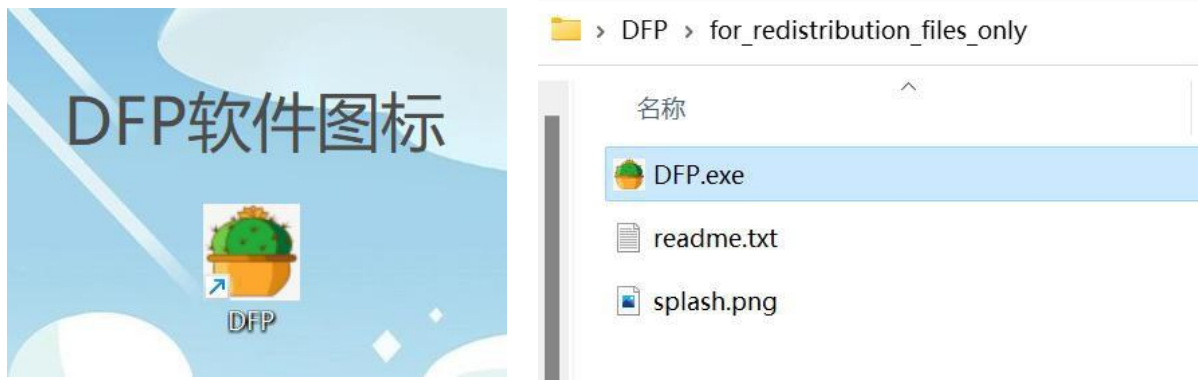 DFP软件图标
DFP
DFP > for_redistribution_files_only
名称
DFP.exe
readme.txt
splash.png